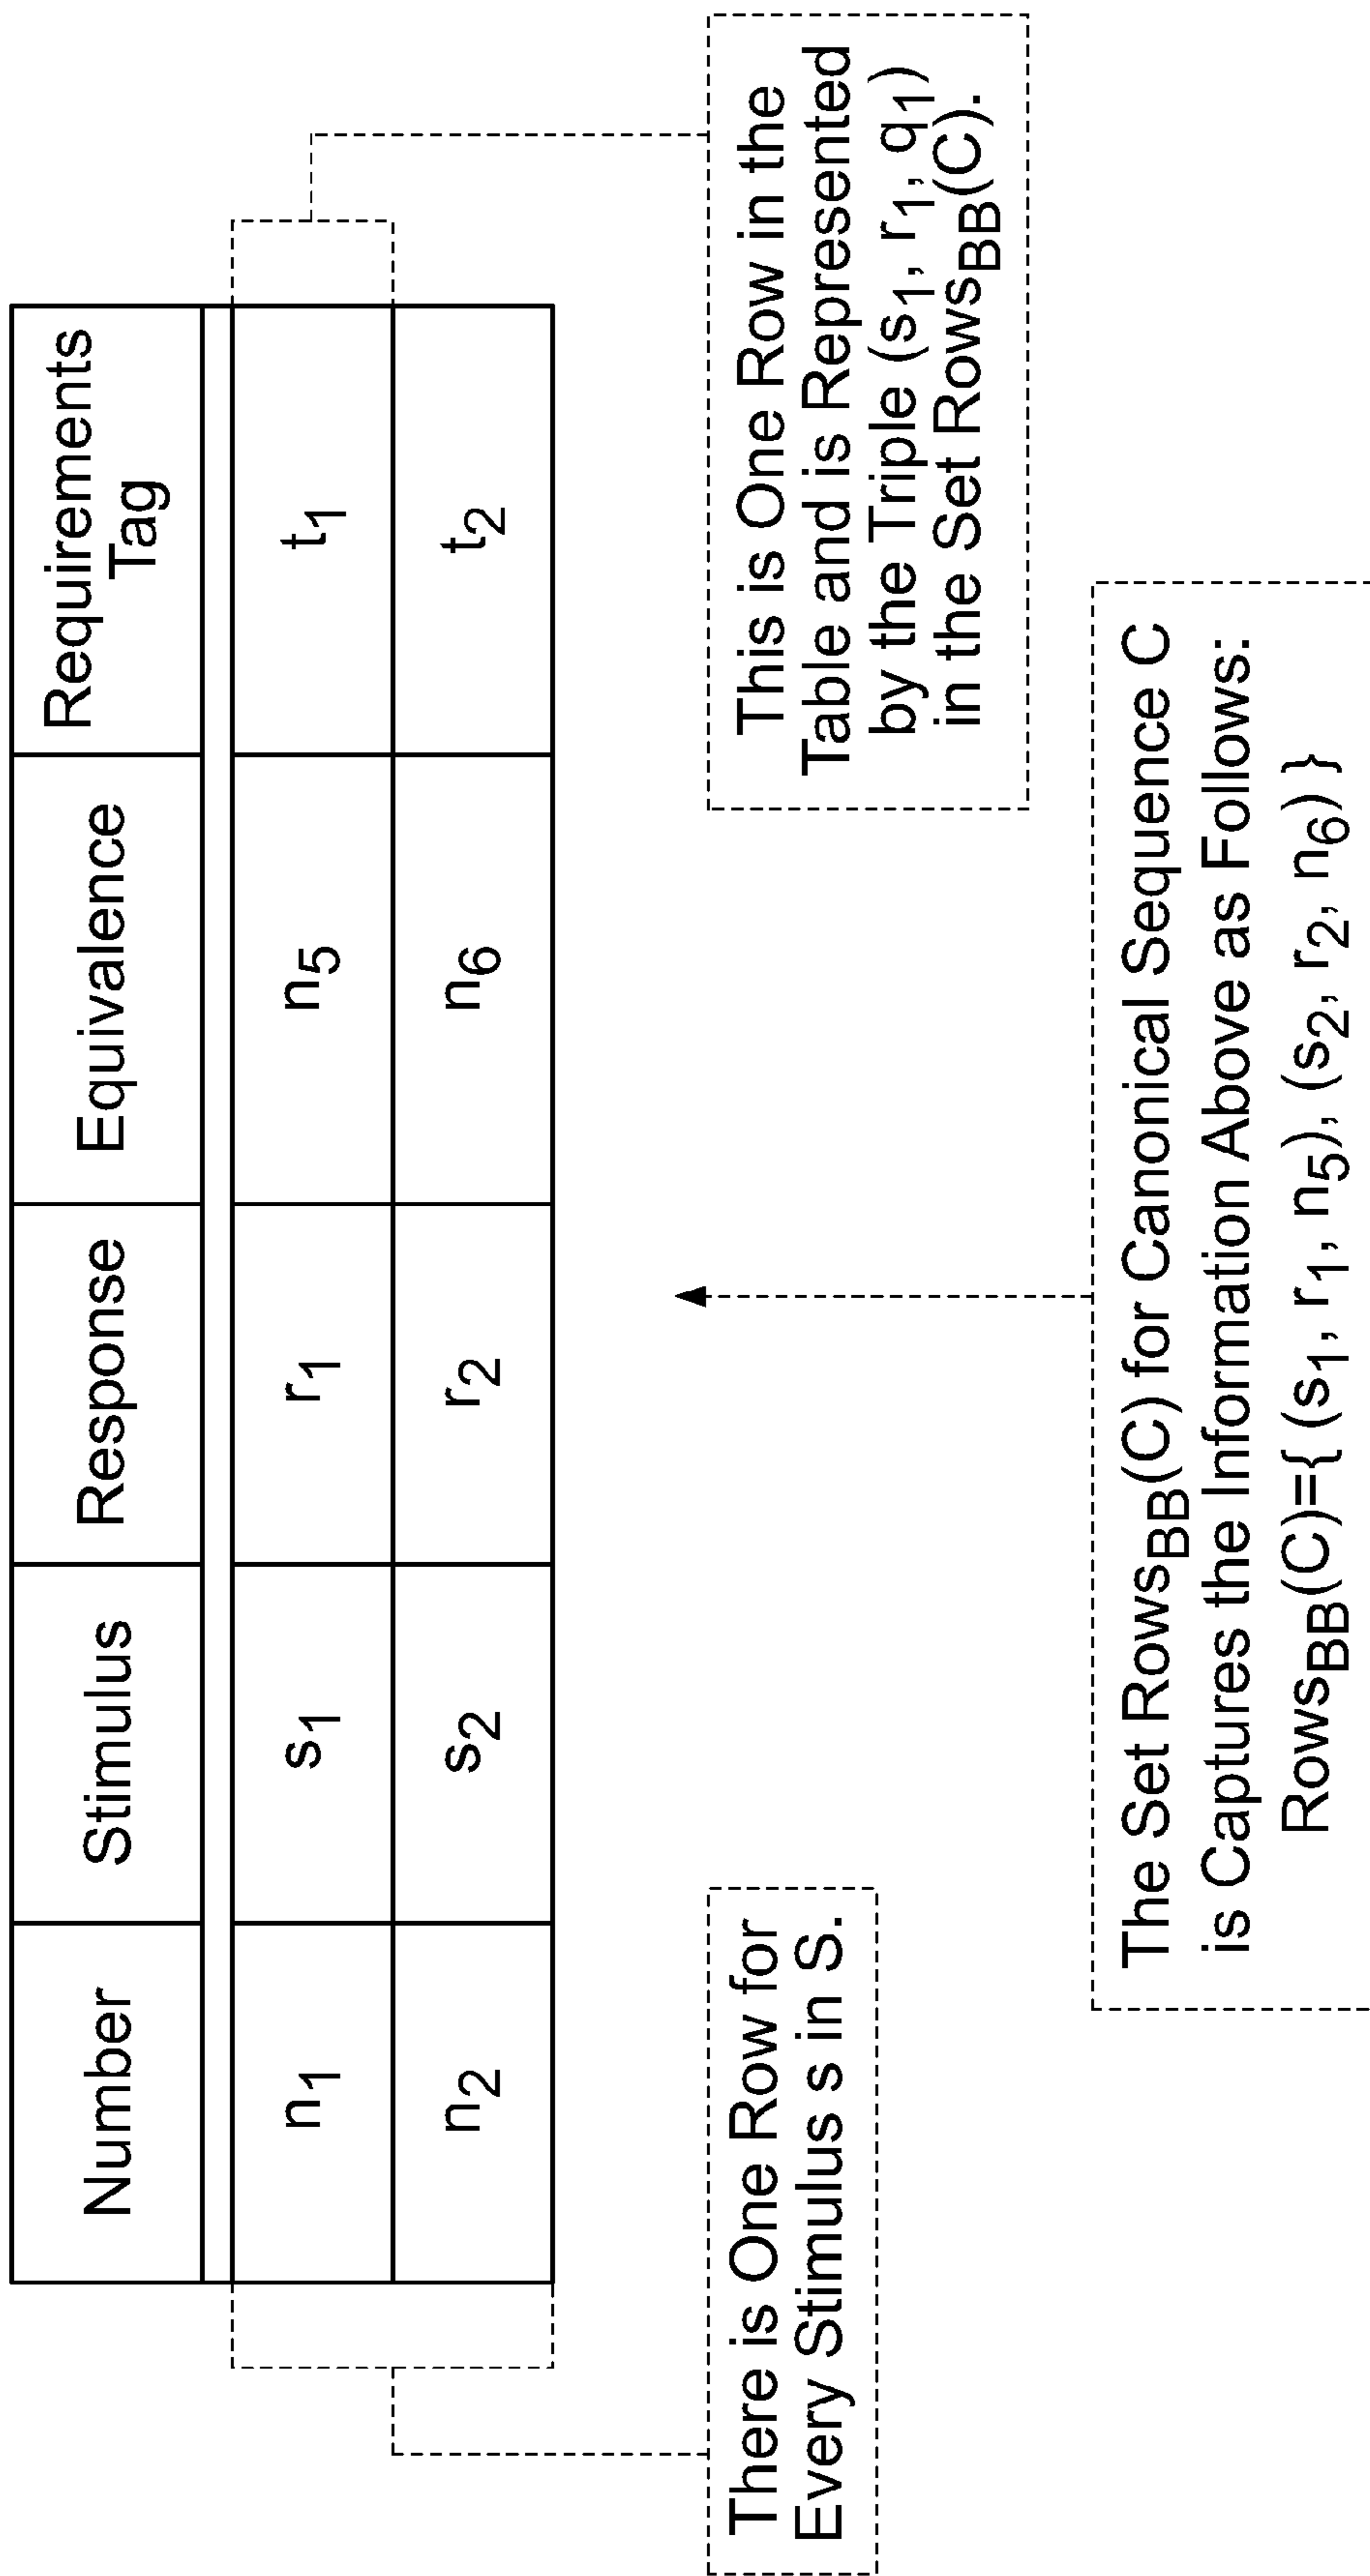 Number Stimulus Response Equivalence Requirements Tag
n1 s1 r1 n5 t1
n2 s2 r2 n6 t2
There is One Row for
Every Stimulus s in S.
This is One Row in the
Table and is Represented
by the Triple (s1, r1, q1)
in the Set RowsBB(C).
The Set RowsBB(C) for Canonical Sequence C
is Captures the Information Above as Follows:
RowsBB(C)={ (s1, r1, n5), (s2, r2, n6) }